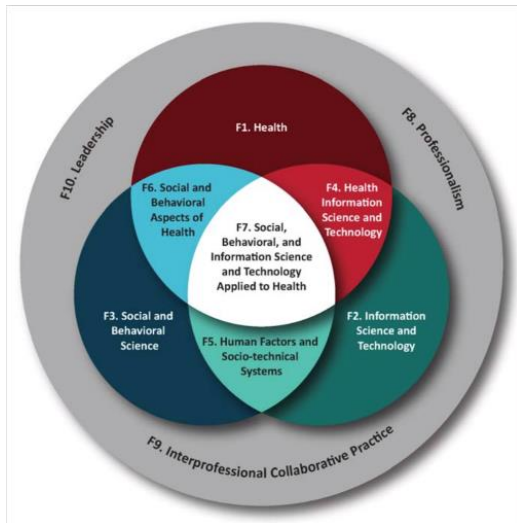 F1. Health
F10. Leadership
F8. Professionalism
F6. Social and
Behavioral
Aspects of
Health
F4. Health
Information
Science and
Technology
F7. Social,
Behavioral, and
Information Science
and Technology
Applied to Health
F3. Social and
Behavioral
Science
F2. Information
Science and
Technology
F5. Human Factors and
Socio-technical
Systems
F9. Interprofessional Collaborative Practice